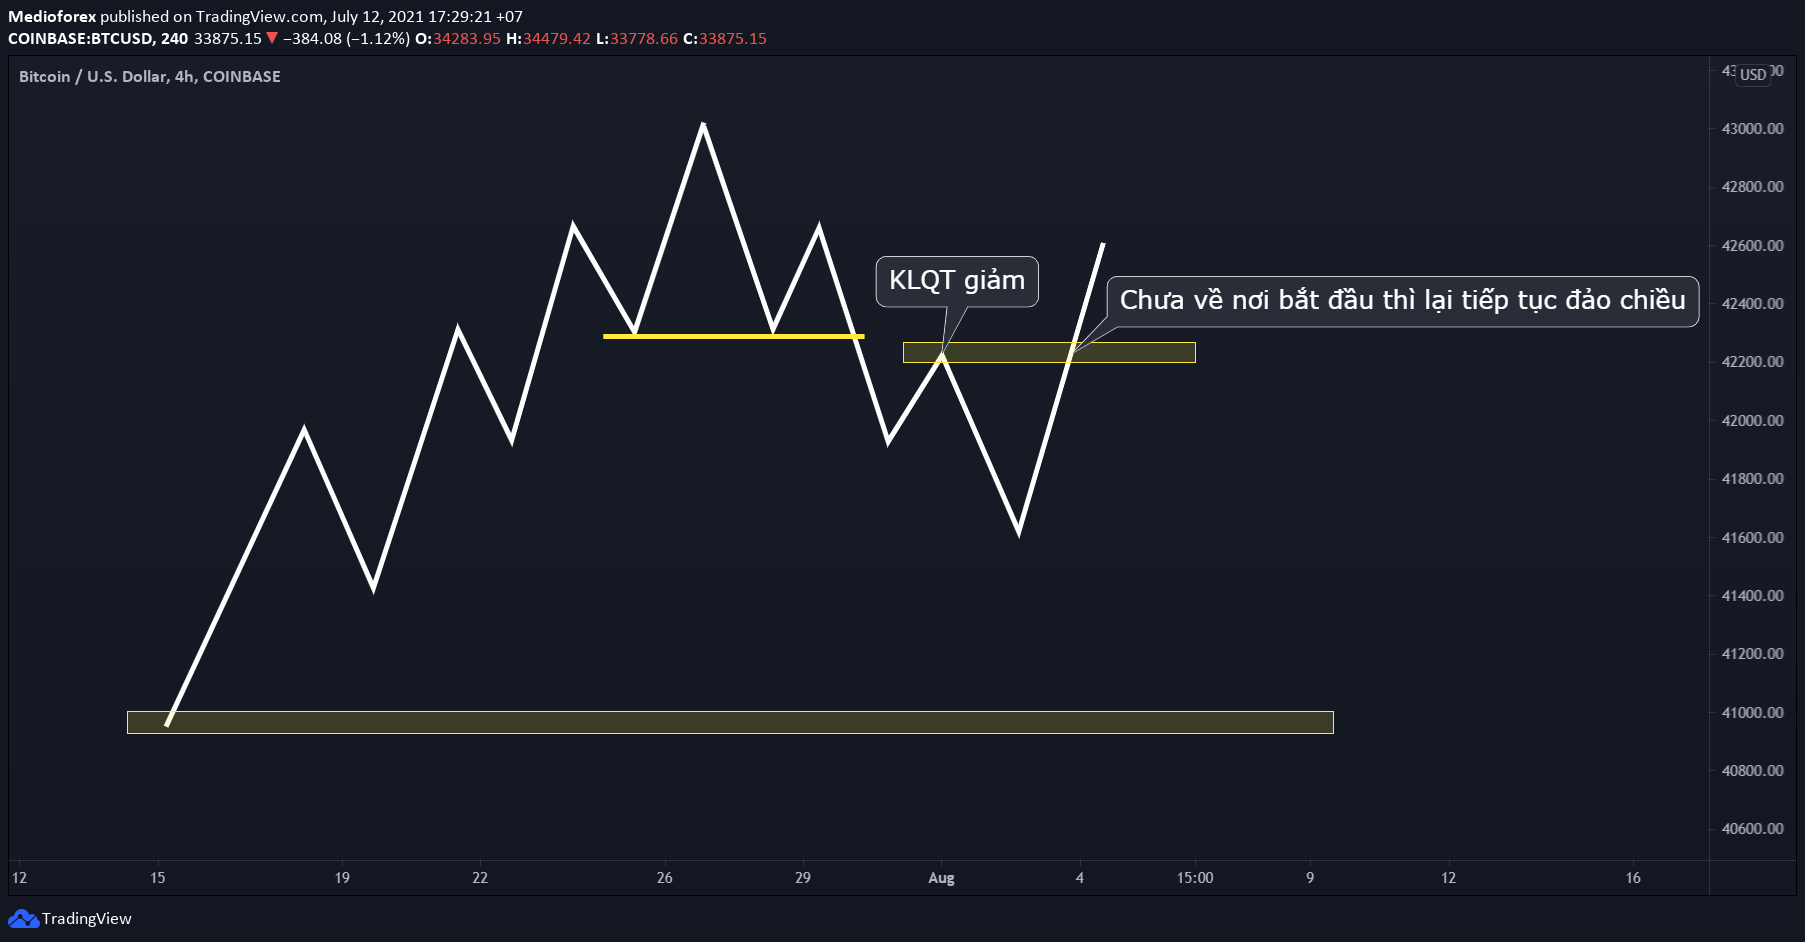 Medioforex published on TradingView.com, July 12, 2021 17:29:21 +07
COINBASE:BTCUSD, 240 33875.15 ▼ −384.08 (−1.12%) O:34283.95 H:34479.42 L:33778.66 C:33875.15
Bitcoin / U.S. Dollar, 4h, COINBASE
USD
43000.00
42800.00
42600.00
KLQT giảm
Chưa về nơi bắt đầu thì lại tiếp tục đảo chiều
42400.00
42200.00
42000.00
41800.00
41600.00
41400.00
41200.00
41000.00
40800.00
40600.00
12 15 19 22 26 29 Aug 4 15:00 9 12 16
TradingView